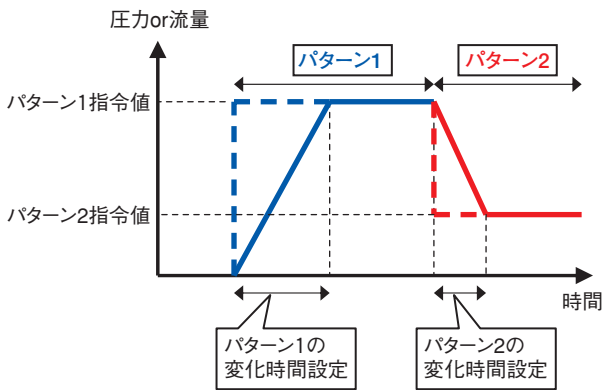 圧力or流量
パターン1
パターン2
パターン1指令値
パターン2指令値
時間
パターン1の
変化時間設定
パターン2の
変化時間設定